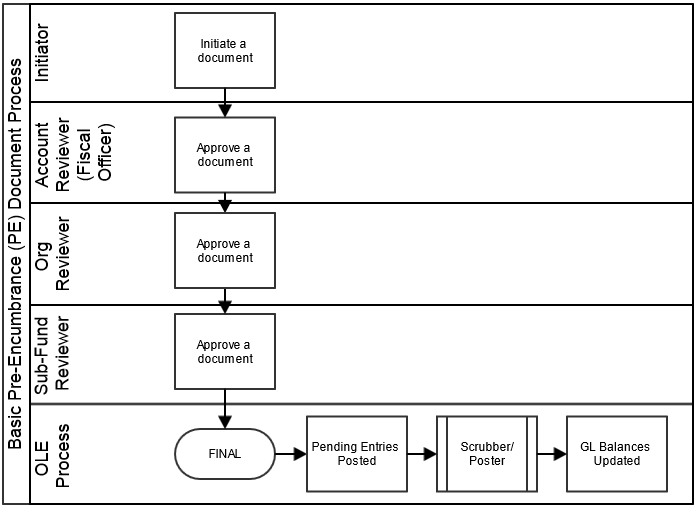 Basic Pre-Encumbrance (PE) Document Process
Initiator
Initiate a
document
Account
Reviewer
(Fiscal
Officer)
Approve a
document
Org
Reviewer
Approve a
document
Sub-Fund
Reviewer
Approve a
document
OLE
Process
FINAL
Pending Entries
Posted
Scrubber/
Poster
GL Balances
Updated